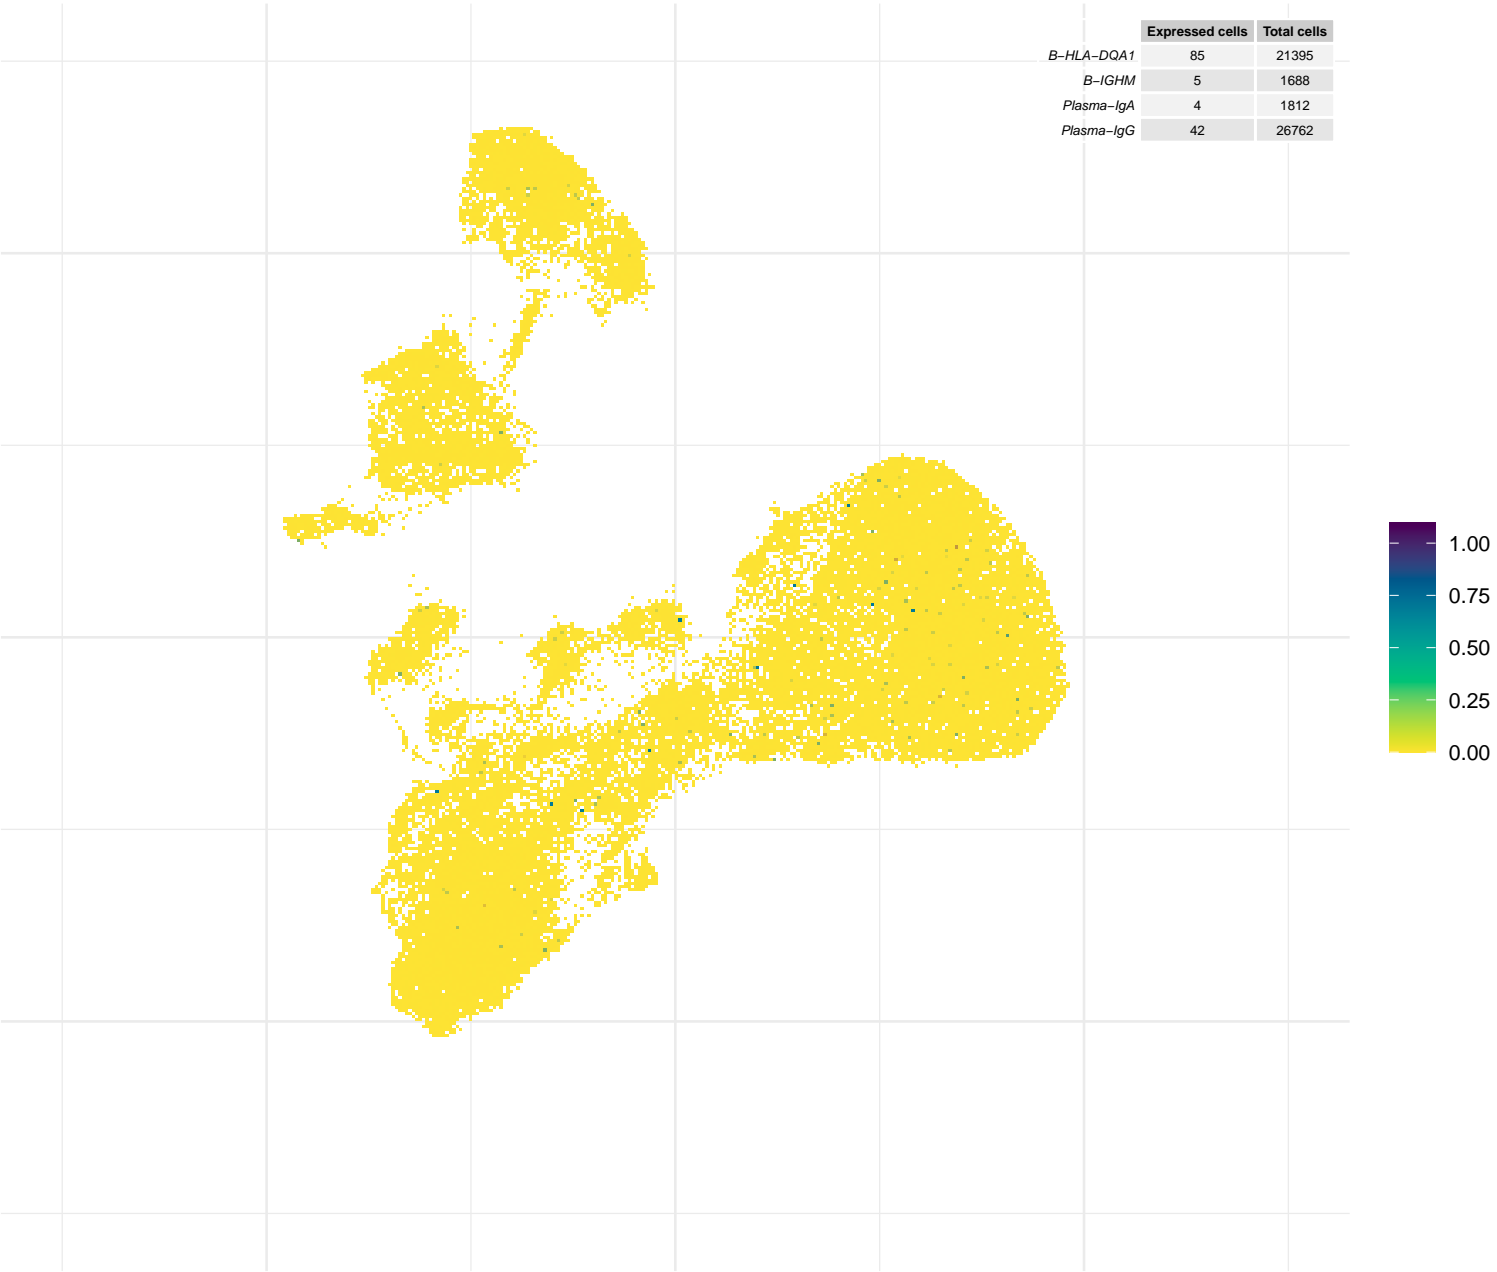 Expressed cells Total cells
B−HLA−DQA1 85 21395
B−IGHM 5 1688
Plasma−IgA 4 1812
Plasma−IgG 42 26762
1.00
0.75
0.50
0.25
0.00